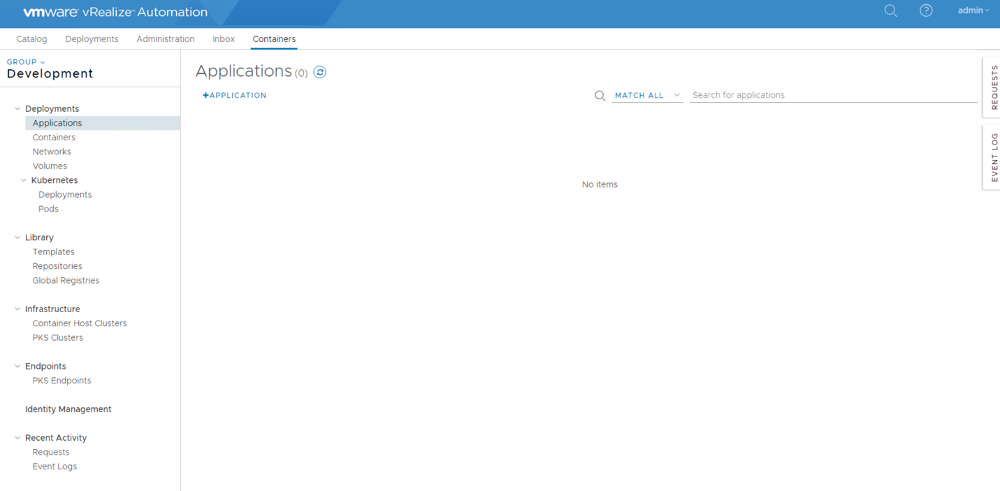 vmware® vRealize™ Automation
admin
Catalog Deployments Administration Inbox Containers
GROUP
Development
Applications (0)
+APPLICATION
MATCH ALL
Search for applications
No items
Deployments
Applications
Containers
Networks
Volumes
Kubernetes
Deployments
Pods
Library
Templates
Repositories
Global Registries
Infrastructure
Container Host Clusters
PKS Clusters
Endpoints
PKS Endpoints
Identity Management
Recent Activity
Requests
Event Logs
REQUESTS
EVENT LOG